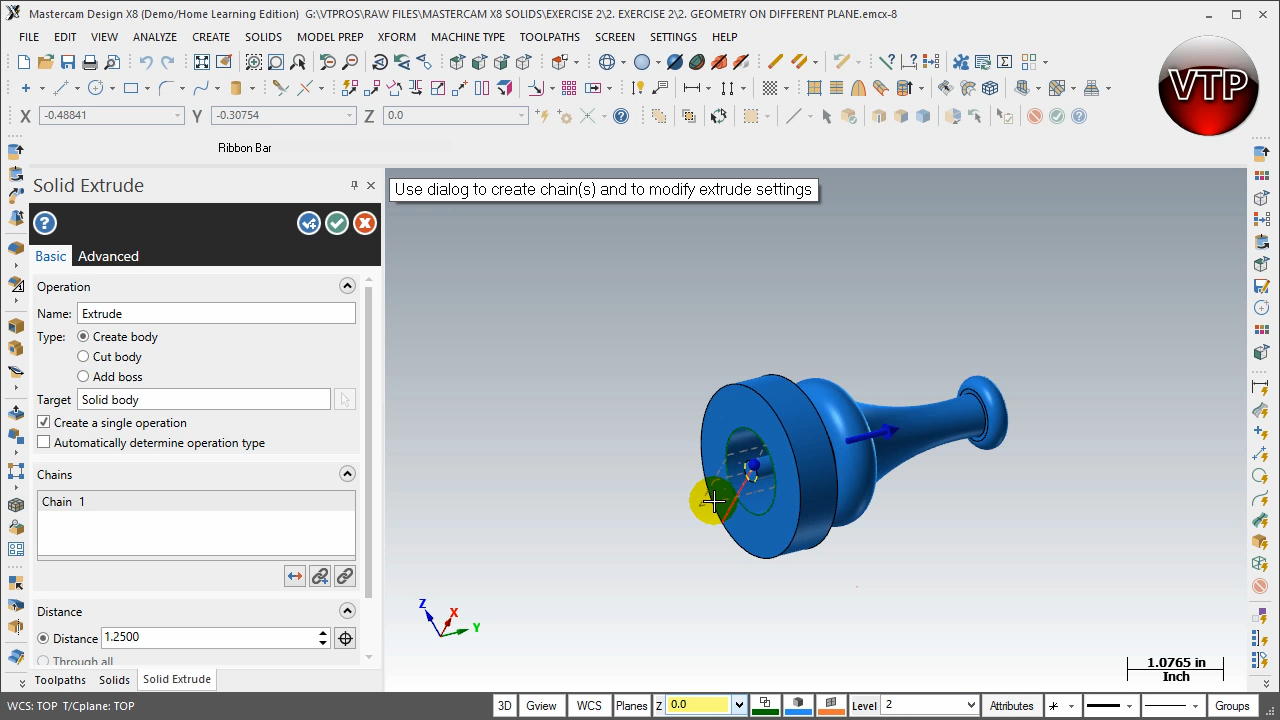 Mastercam Design X8 (Demo/Home Learning Edition) G:\VTPROS\RAW FILES\MASTERCAM X8 SOLIDS\EXERCISE 2\2. EXERCISE 2\2. GEOMETRY ON DIFFERENT PLANE.emcx-8
FILE EDIT VIEW ANALYZE CREATE SOLIDS MODEL PREP XFORM MACHINE TYPE TOOLPATHS SCREEN SETTINGS HELP
VTP
X -0.48841 Y -0.30754 Z 0.0
Ribbon Bar
Solid Extrude
Use dialog to create chain(s) and to modify extrude settings
Basic Advanced
Operation
Name: Extrude
Type: Create body
Cut body
Add boss
Target Solid body
Create a single operation
Automatically determine operation type
Chains
Chain 1
Distance
Distance 1.2500
Through all
Z X Y
1.0765 in
Inch
Toolpaths Solids Solid Extrude
WCS: TOP T/Cplane: TOP 3D Gview WCS Planes Z 0.0 Level 2 Attributes Groups